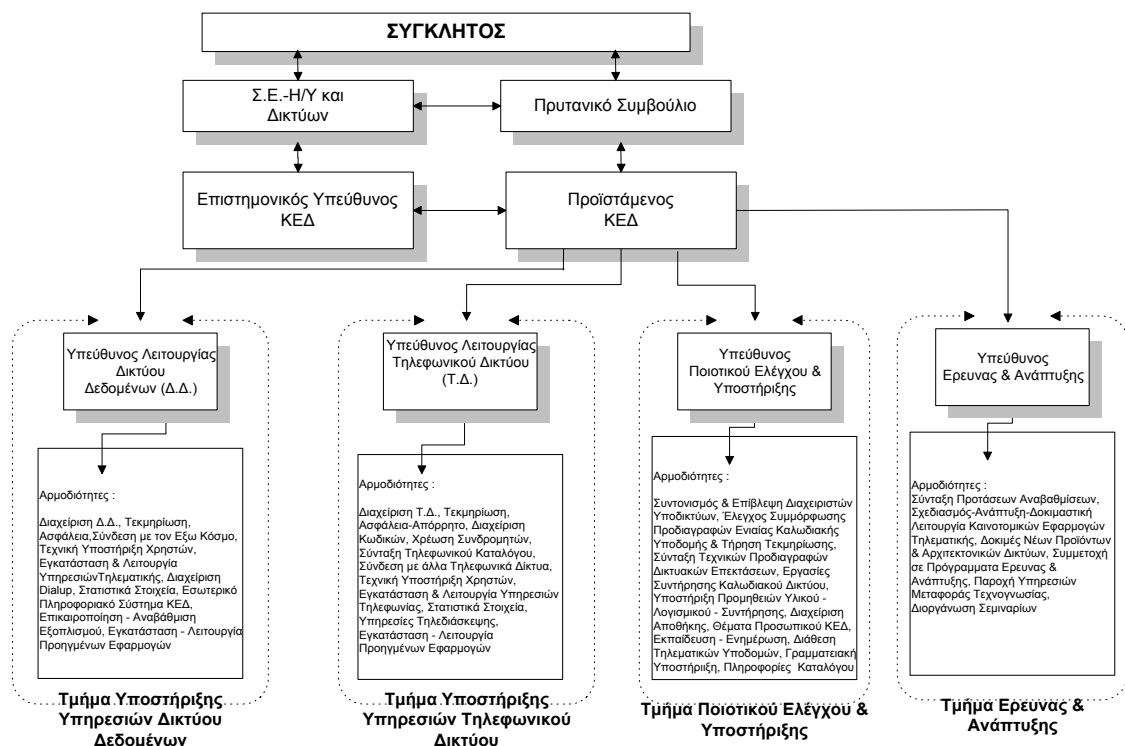 ΣΥΓΚΛΗΤΟΣ
Σ.Ε.-Η/Υ και
Δικτύων
Πρυτανικό Συμβούλιο
Επιστημονικός Υπεύθυνος
ΚΕΔ
Προϊστάμενος
ΚΕΔ
Υπεύθυνος Λειτουργίας
Δικτύου
Δεδομένων (Δ.Δ.)
Υπεύθυνος Λειτουργίας
Τηλεφωνικού Δικτύου
(Τ.Δ.)
Υπεύθυνος
Ποιοτικού Ελέγχου &
Υποστήριξης
Υπεύθυνος
Ερευνας & Ανάπτυξης
Αρμοδιότητες :
Διαχείριση Δ.Δ., Τεκμηρίωση,
Ασφάλεια,Σύνδεση με τον Εξω Κόσμο,
Τεχνική Υποστήριξη Χρηστών,
Εγκατάσταση & Λειτουργία
ΥπηρεσιώνΤηλεματικής, Διαχείριση
Dialup, Στατιστικά Στοιχεία, Εσωτερικό
Πληροφοριακό Σύστημα ΚΕΔ,
Επικαιροποίηση - Αναβάθμιση
Εξοπλισμού, Εγκατάσταση - Λειτουργία
Προηγμένων Εφαρμογών
Αρμοδιότητες :
Διαχείριση Τ.Δ., Τεκμηρίωση,
Ασφάλεια-Απόρρητο, Διαχείριση
Κωδικών, Χρέωση Συνδρομητών,
Σύνταξη Τηλεφωνικού Καταλόγου,
Σύνδεση με άλλα Τηλεφωνικά Δίκτυα,
Τεχνική Υποστήριξη Χρηστών,
Εγκατάσταση & Λειτουργία Υπηρεσιών
Τηλεφωνίας, Στατιστικά Στοιχεία,
Υπηρεσίες Τηλεδιάσκεψης,
Εγκατάσταση - Λειτουργία
Προηγμένων Εφαρμογών
Αρμοδιότητες :
Συντονισμός & Επίβλεψη Διαχειριστών
Υποδικτύων, Έλεγχος Συμμόρφωσης
Προδιαγραφών Ενιαίας Καλωδιακής
Υποδομής & Τήρηση Τεκμηρίωσης,
Σύνταξη Τεχνικών Προδιαγραφών
Δικτυακών Επεκτάσεων, Εργασίες
Συντήρησης Καλωδιακού Δικτύου,
Υποστήριξη Προμηθειών Υλικού -
Λογισμικού - Συντήρησης, Διαχείριση
Αποθήκης, Θέματα Προσωπικού ΚΕΔ,
Εκπαίδευση - Ενημέρωση, Διάθεση
Τηλεματικών Υποδομών, Γραμματειακή
Υποστήριιξη, Πληροφορίες Καταλόγου
Αρμοδιότητες :
Σύνταξη Προτάσεων Αναβαθμίσεων,
Σχεδιασμός-Ανάπτυξη-Δοκιμαστική
Λειτουργία Καινοτομικών Εφαρμογών
Τηλεματικής, Δοκιμές Νέων Προϊόντων
& Αρχιτεκτονικών Δικτύων, Συμμετοχή
σε Πρόγραμματα Ερευνας &
Ανάπτυξης, Παροχή Υπηρεσιών
Μεταφοράς Τεχνογνωσίας,
Διοργάνωση Σεμιναρίων
Τμήμα Υποστήριξης
Υπηρεσιών Δικτύου
Δεδομένων
Τμήμα Υποστήριξης
Υπηρεσιών Τηλεφωνικού
Δικτύου
Τμήμα Ποιοτικού Ελέγχου &
Υποστήριξης
Τμήμα Ερευνας &
Ανάπτυξης